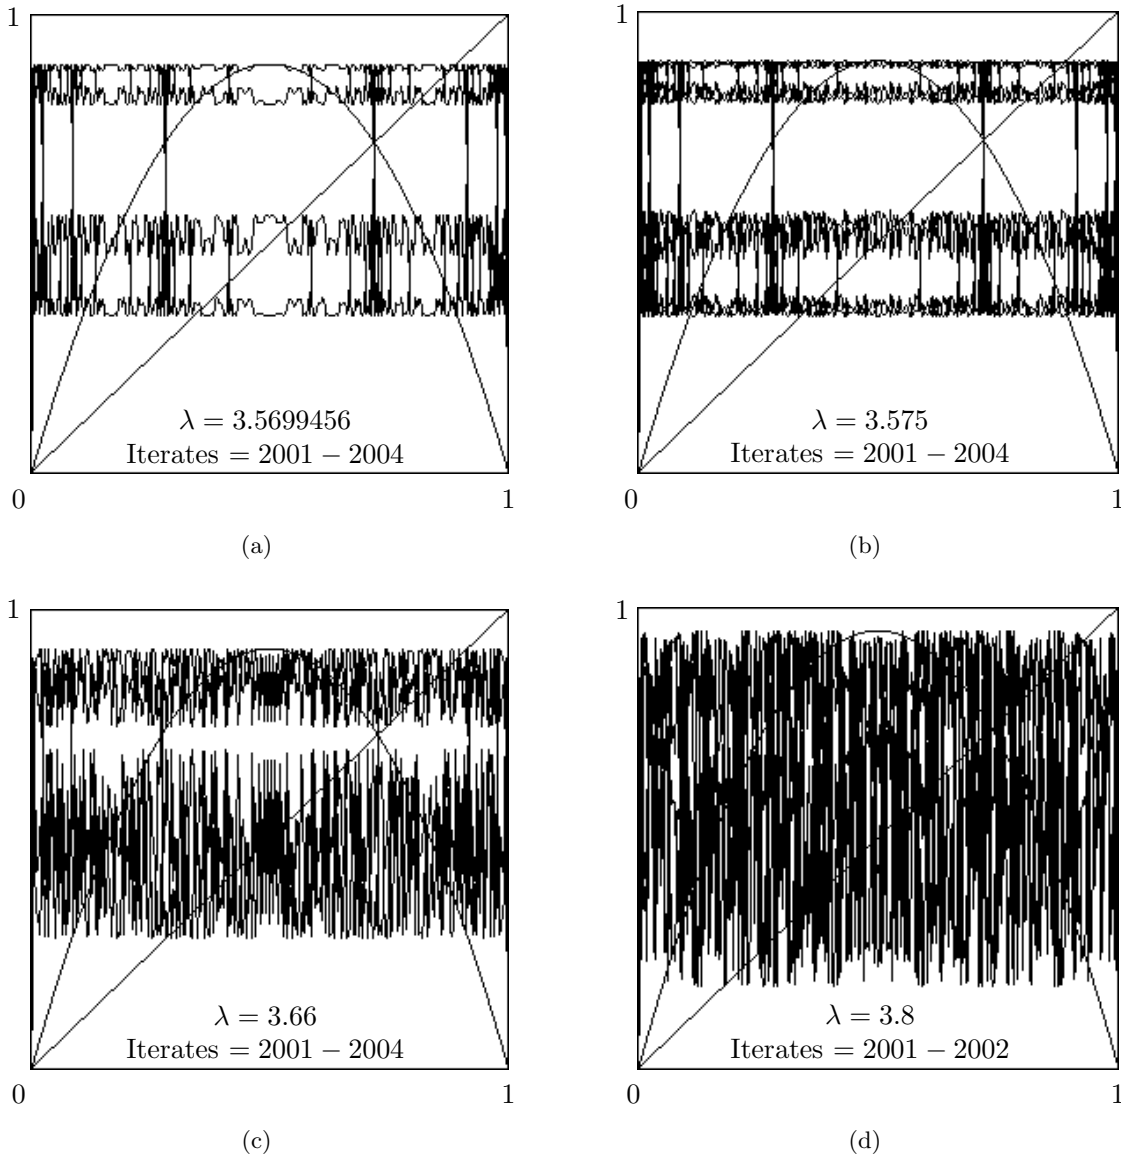 1
1
λ = 3.5699456
Iterates = 2001 − 2004
λ = 3.575
Iterates = 2001 − 2004
0
1
0
1
(a)
(b)
1
1
λ = 3.66
Iterates = 2001 − 2004
λ = 3.8
Iterates = 2001 − 2002
0
1
0
1
(c)
(d)